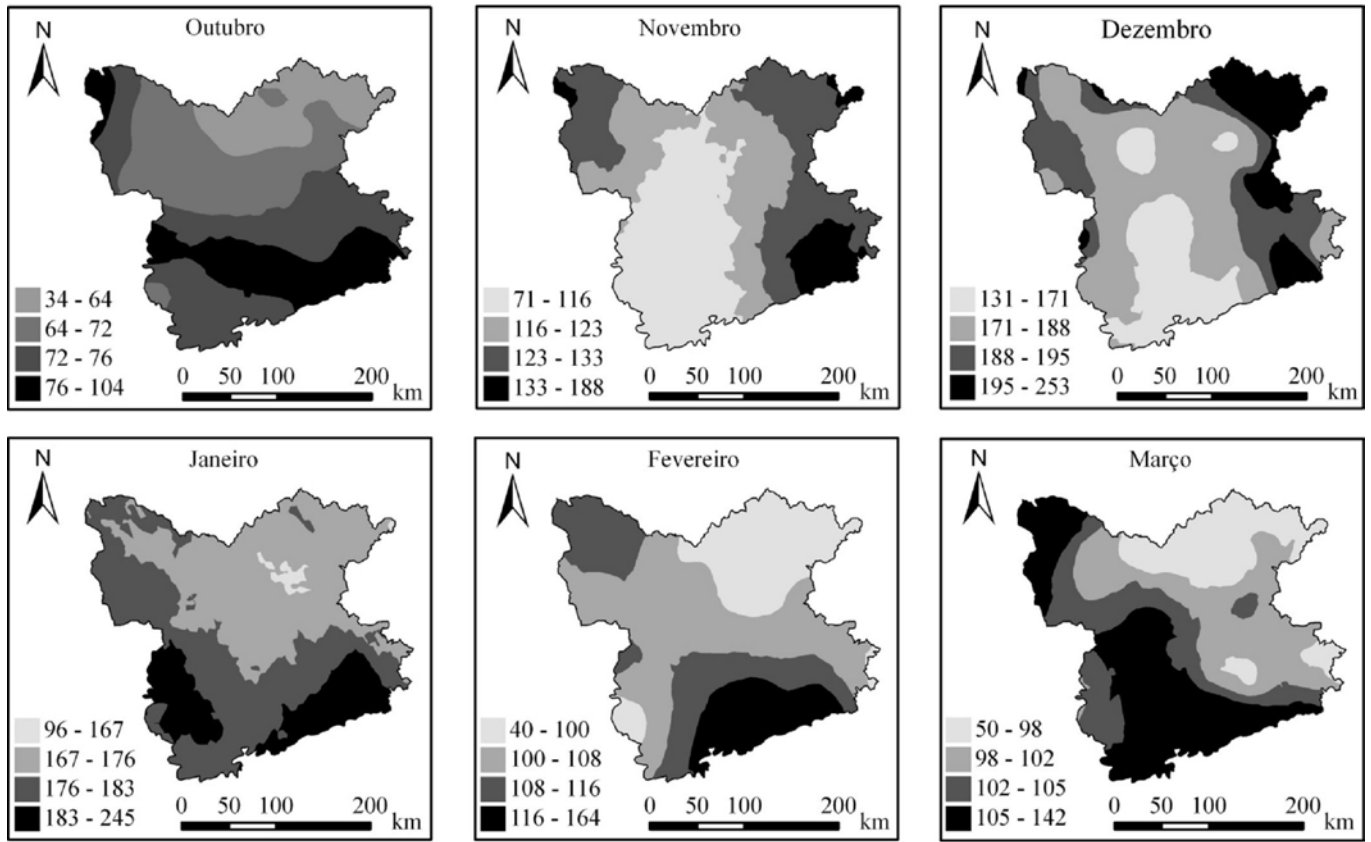 N
Outubro
34 - 64
64 - 72
72 - 76
76 - 104
0 50 100 200
km
N
Novembro
71 - 116
116 - 123
123 - 133
133 - 188
0 50 100 200
km
N
Dezembro
131 - 171
171 - 188
188 - 195
195 - 253
0 50 100 200
km
N
Janeiro
96 - 167
167 - 176
176 - 183
183 - 245
0 50 100 200
km
N
Fevereiro
40 - 100
100 - 108
108 - 116
116 - 164
0 50 100 200
km
N
Março
50 - 98
98 - 102
102 - 105
105 - 142
0 50 100 200
km